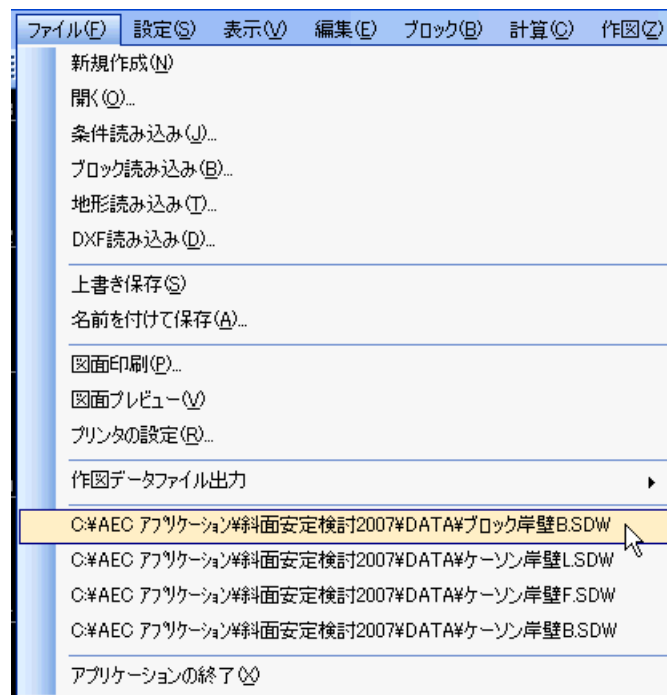 ファイル(F) 設定(S) 表示(V) 編集(E) ブロック(B) 計算(C) 作図(Z)
新規作成(N)
開く(O)...
条件読み込み(J)...
ブロック読み込み(B)...
地形読み込み(T)...
DXF読み込み(D)...
上書き保存(S)
名前を付けて保存(A)...
図面印刷(P)...
図面プレビュー(V)
プリンタの設定(R)...
作図データファイル出力
C:¥AEC アプリケーション¥斜面安定検討2007¥DATA¥ブロック岸壁B.SDW
C:¥AEC アプリケーション¥斜面安定検討2007¥DATA¥ケーソン岸壁L.SDW
C:¥AEC アプリケーション¥斜面安定検討2007¥DATA¥ケーソン岸壁F.SDW
C:¥AEC アプリケーション¥斜面安定検討2007¥DATA¥ケーソン岸壁B.SDW
アプリケーションの終了(X)